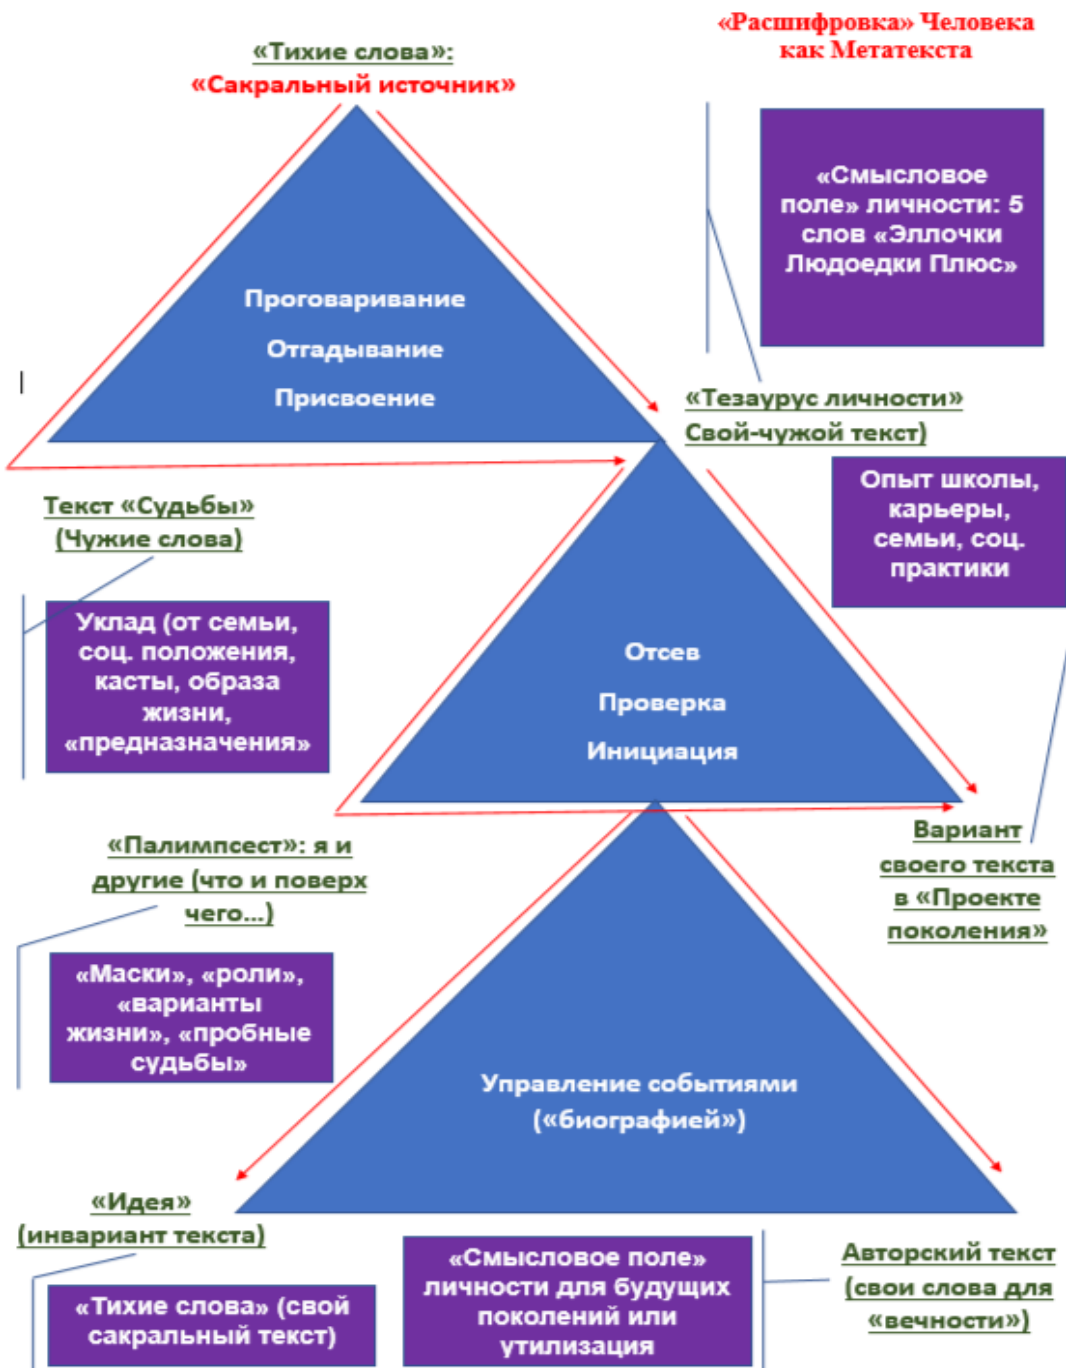 «Расшифровка» Человека
как Метатекста
«Тихие слова»:
«Сакральный источник»
«Смысловое
поле» личности: 5
слов «Эллочки
Людоедки Плюс»
Проговаривание
Отгадывание
Присвоение
«Тезаурус личности»
Свой-чужой текст)
Текст «Судьбы»
(Чужие слова)
Опыт школы,
карьеры,
семьи, соц.
практики
Уклад (от семьи,
соц. положения,
касты, образа
жизни,
«предназначения»
Отсев
Проверка
Инициация
«Палимпсест»: я и
другие (что и поверх
чего...)
Вариант
своего текста
в «Проекте
поколения»
«Маски», «роли»,
«варианты
жизни», «пробные
судьбы»
Управление событиями
(«биографией»)
«Идея»
(инвариант текста)
«Тихие слова» (свой
сакральный текст)
«Смысловое поле»
личности для будущих
поколений или
утилизация
Авторский текст
(свои слова для
«вечности»)